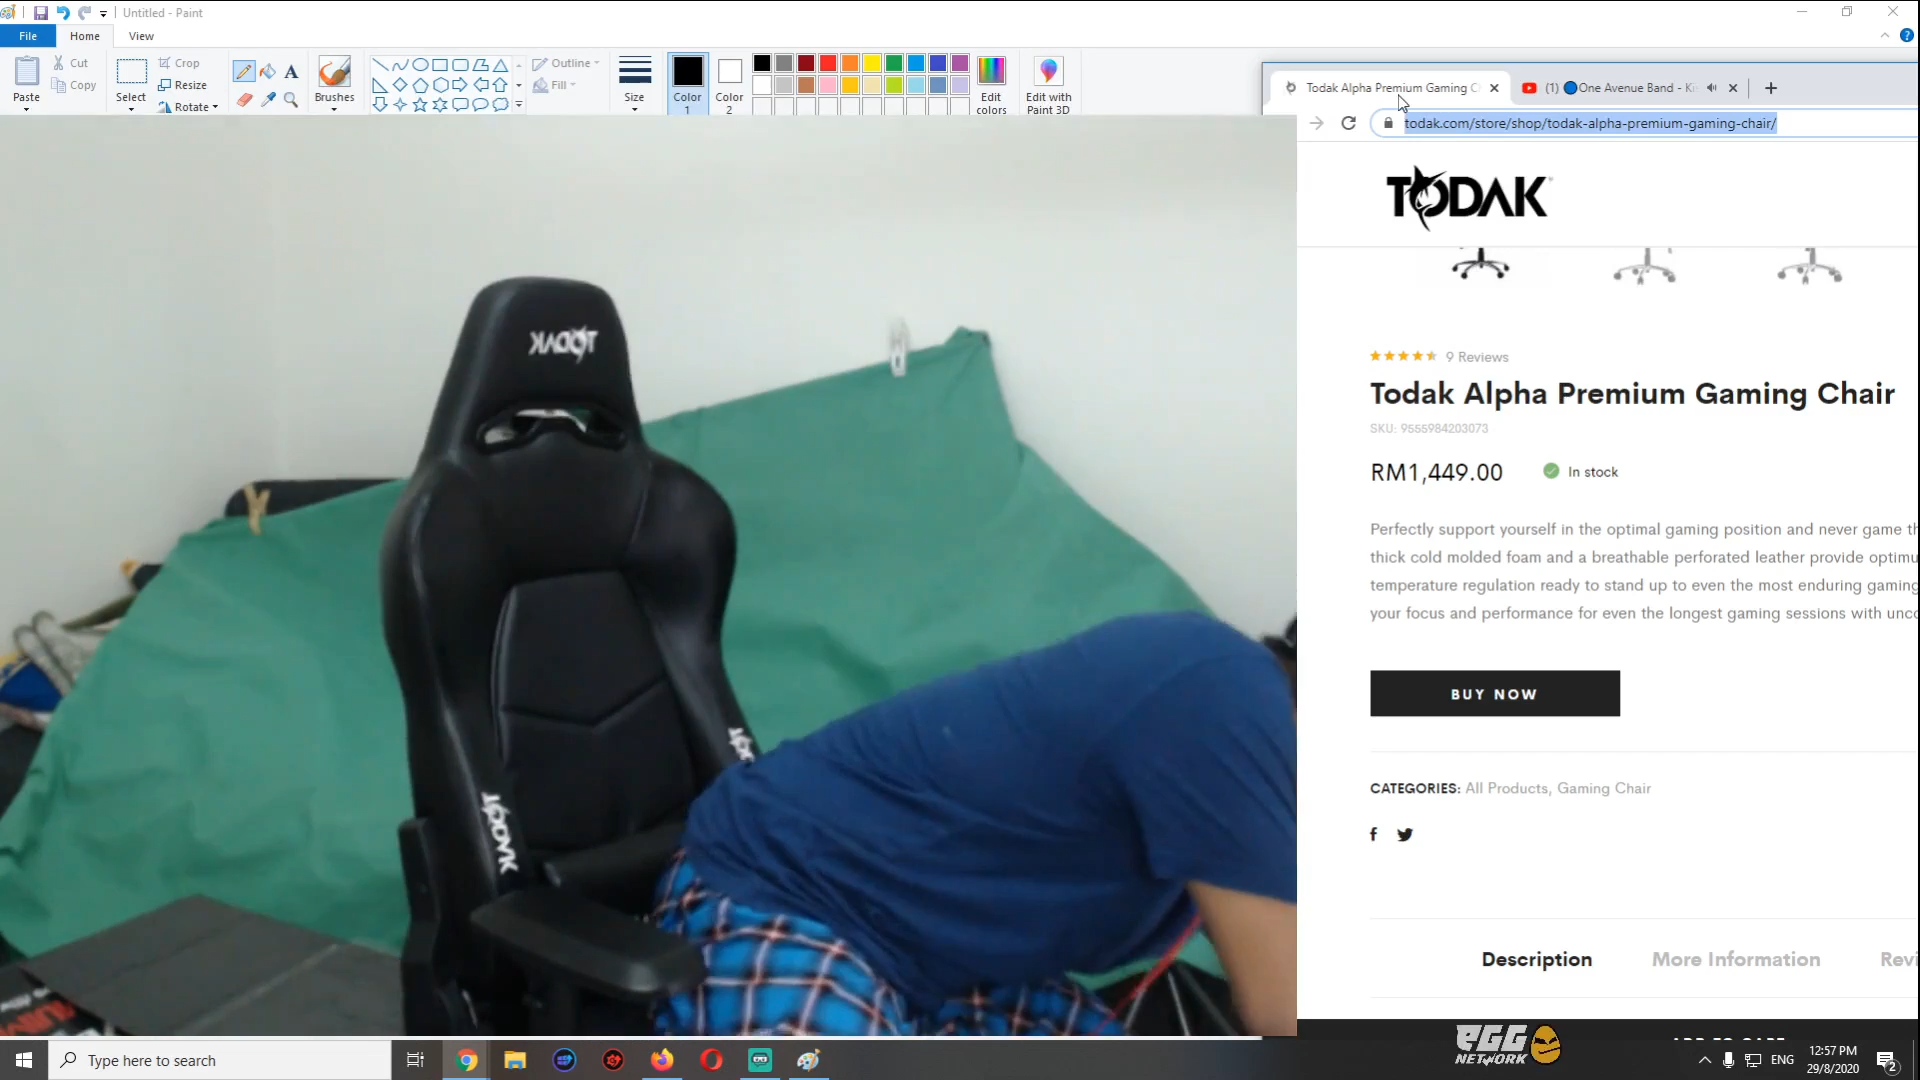 Untitled - Paint
File Home View
Paste
Cut
Copy
Select
Crop
Resize
Rotate
Brushes
Outline
Fill
Size
Color 1
Color 2
Edit colors
Edit with Paint 3D
Todak Alpha Premium Gaming C
(1) One Avenue Band - Ki
todak.com/store/shop/todak-alpha-premium-gaming-chair/
TODAK
9 Reviews
Todak Alpha Premium Gaming Chair
SKU: 9555984203073
RM1,449.00 In stock
Perfectly support yourself in the optimal gaming position and never game th
thick cold molded foam and a breathable perforated leather provide optimu
temperature regulation ready to stand up to even the most enduring gaming
your focus and performance for even the longest gaming sessions with unco
BUY NOW
CATEGORIES: All Products, Gaming Chair
Description More Information Revi
TODAK
TODAK
EGG NETWORK
Type here to search
ENG
12:57 PM
29/8/2020
2